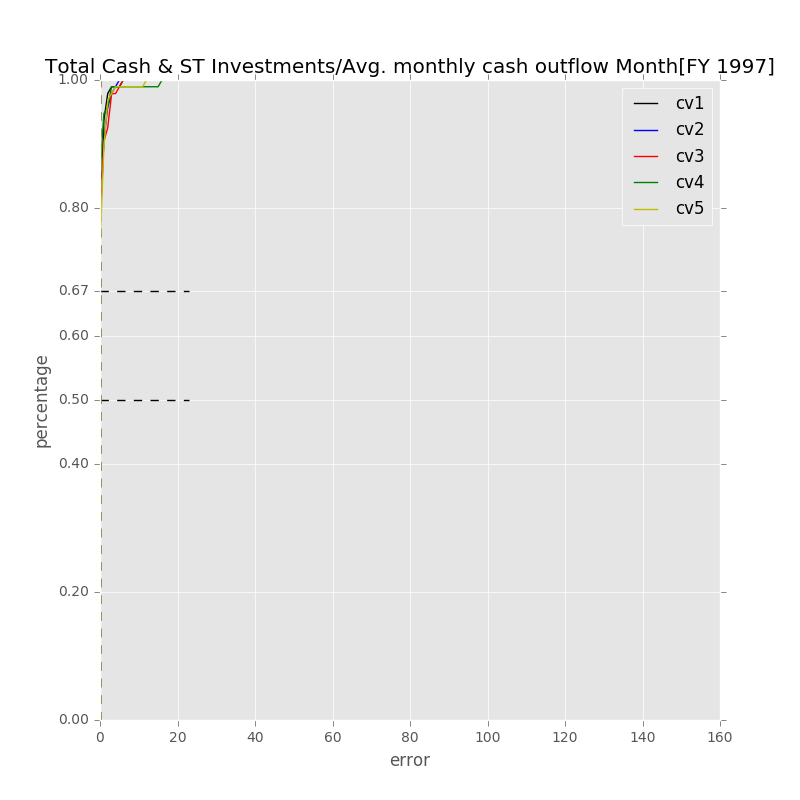 Total Cash & ST Investments/Avg. monthly cash outflow Month[FY 1997]
1.00
0.80
0.67
0.60
0.50
0.40
0.20
0.00
percentage
cv1
cv2
cv3
cv4
cv5
0 20 40 60 80 100 120 140 160
error